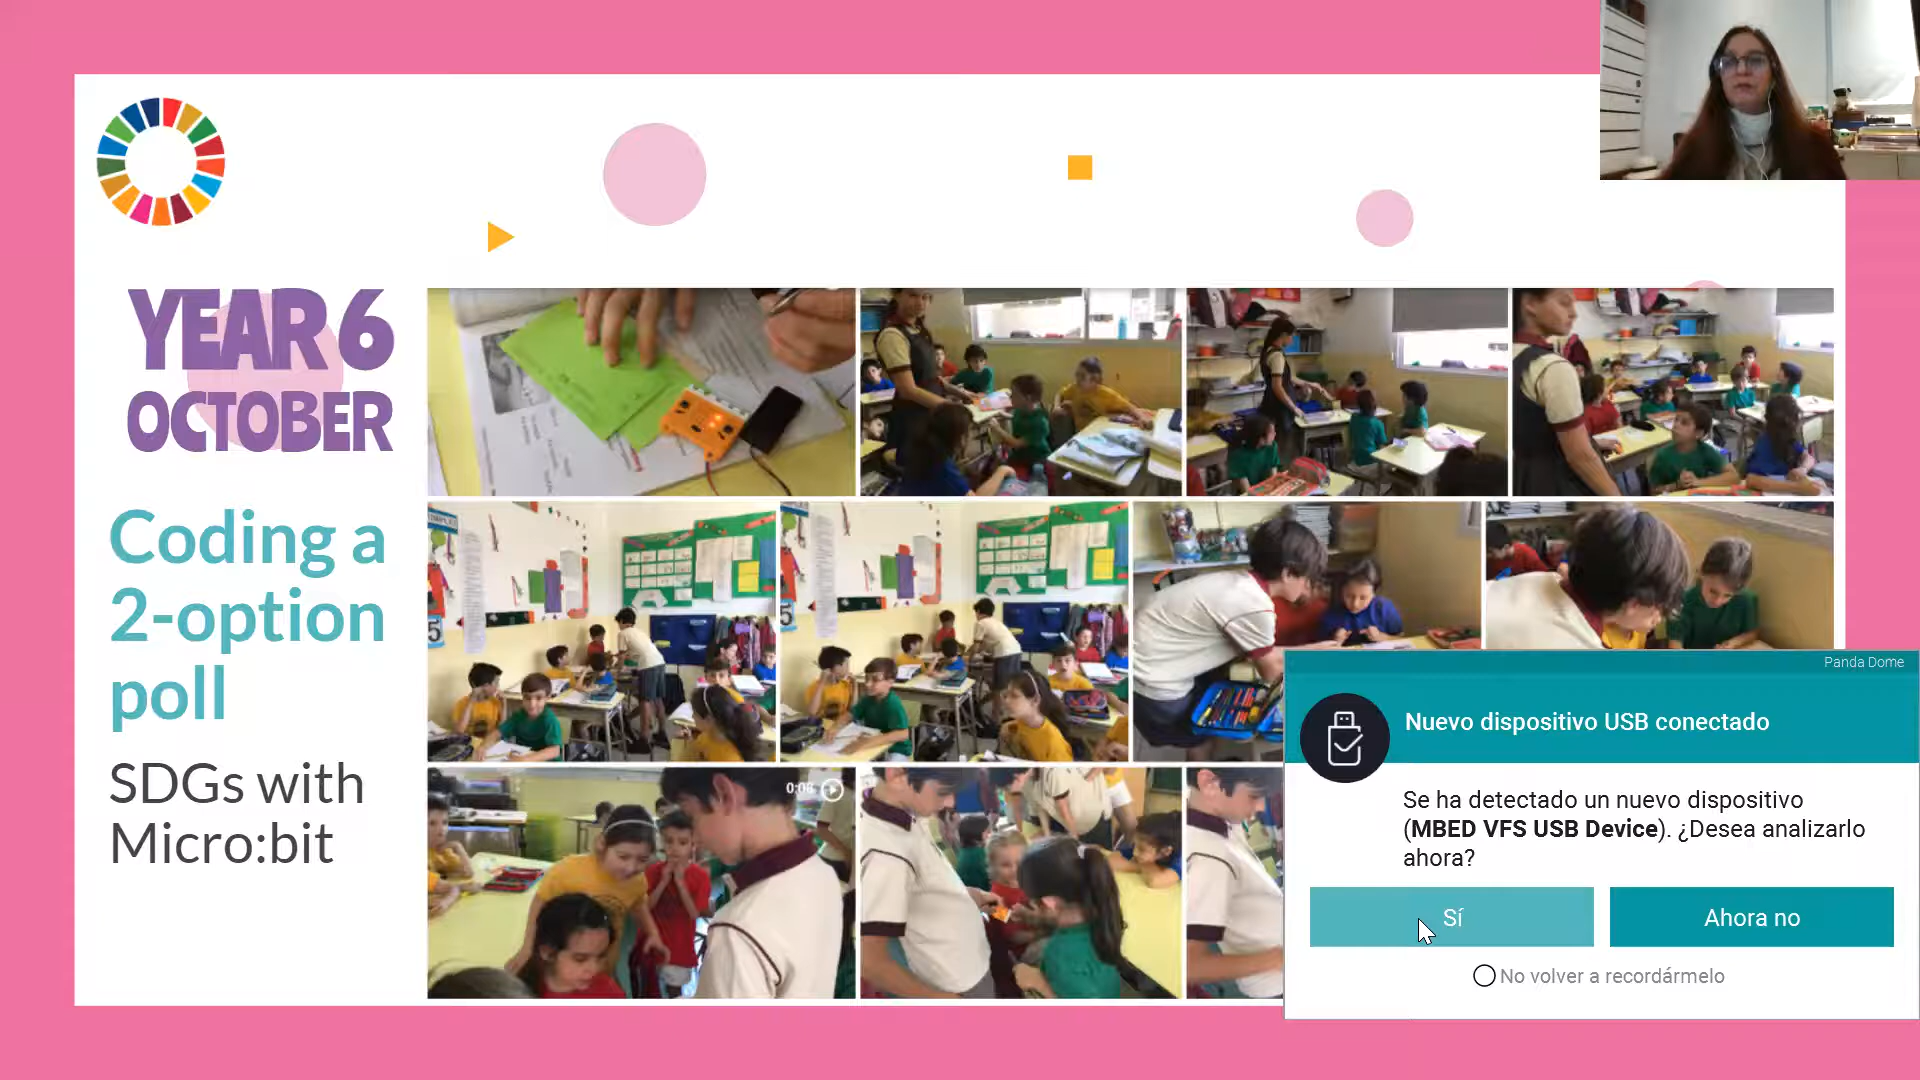 YEAR 6
OCTOBER
Coding a
2-option
poll
SDGs with
Micro:bit
5
0:06
Panda Dome
Nuevo dispositivo USB conectado
Se ha detectado un nuevo dispositivo
(MBED VFS USB Device). ¿Desea analizarlo
ahora?
Sí
Ahora no
No volver a recordármelo